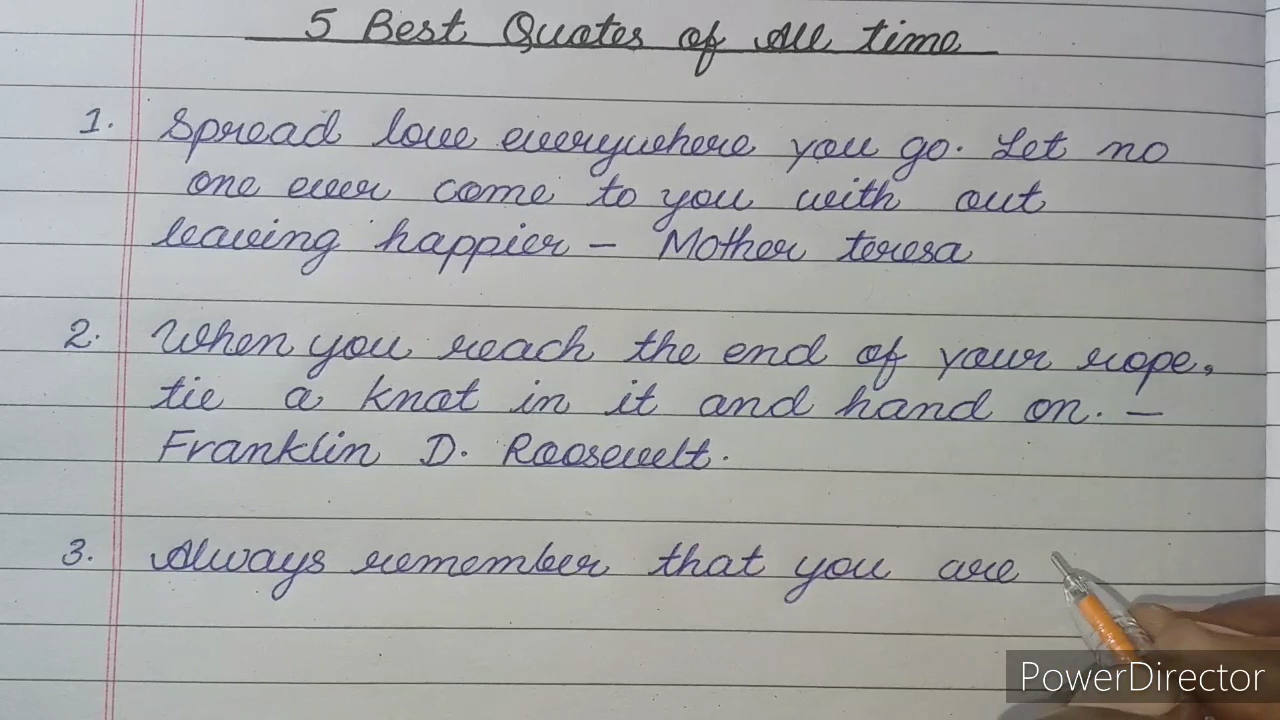 5 Best Quotes of All time
1. Spread love everywhere you go. Let no
one ever come to you with out
leaving happier – Mother teresa
2. When you reach the end of your rope,
tie a knot in it and hand on. –
Franklin D. Roosevelt.
3. Always remember that you are
PowerDirector